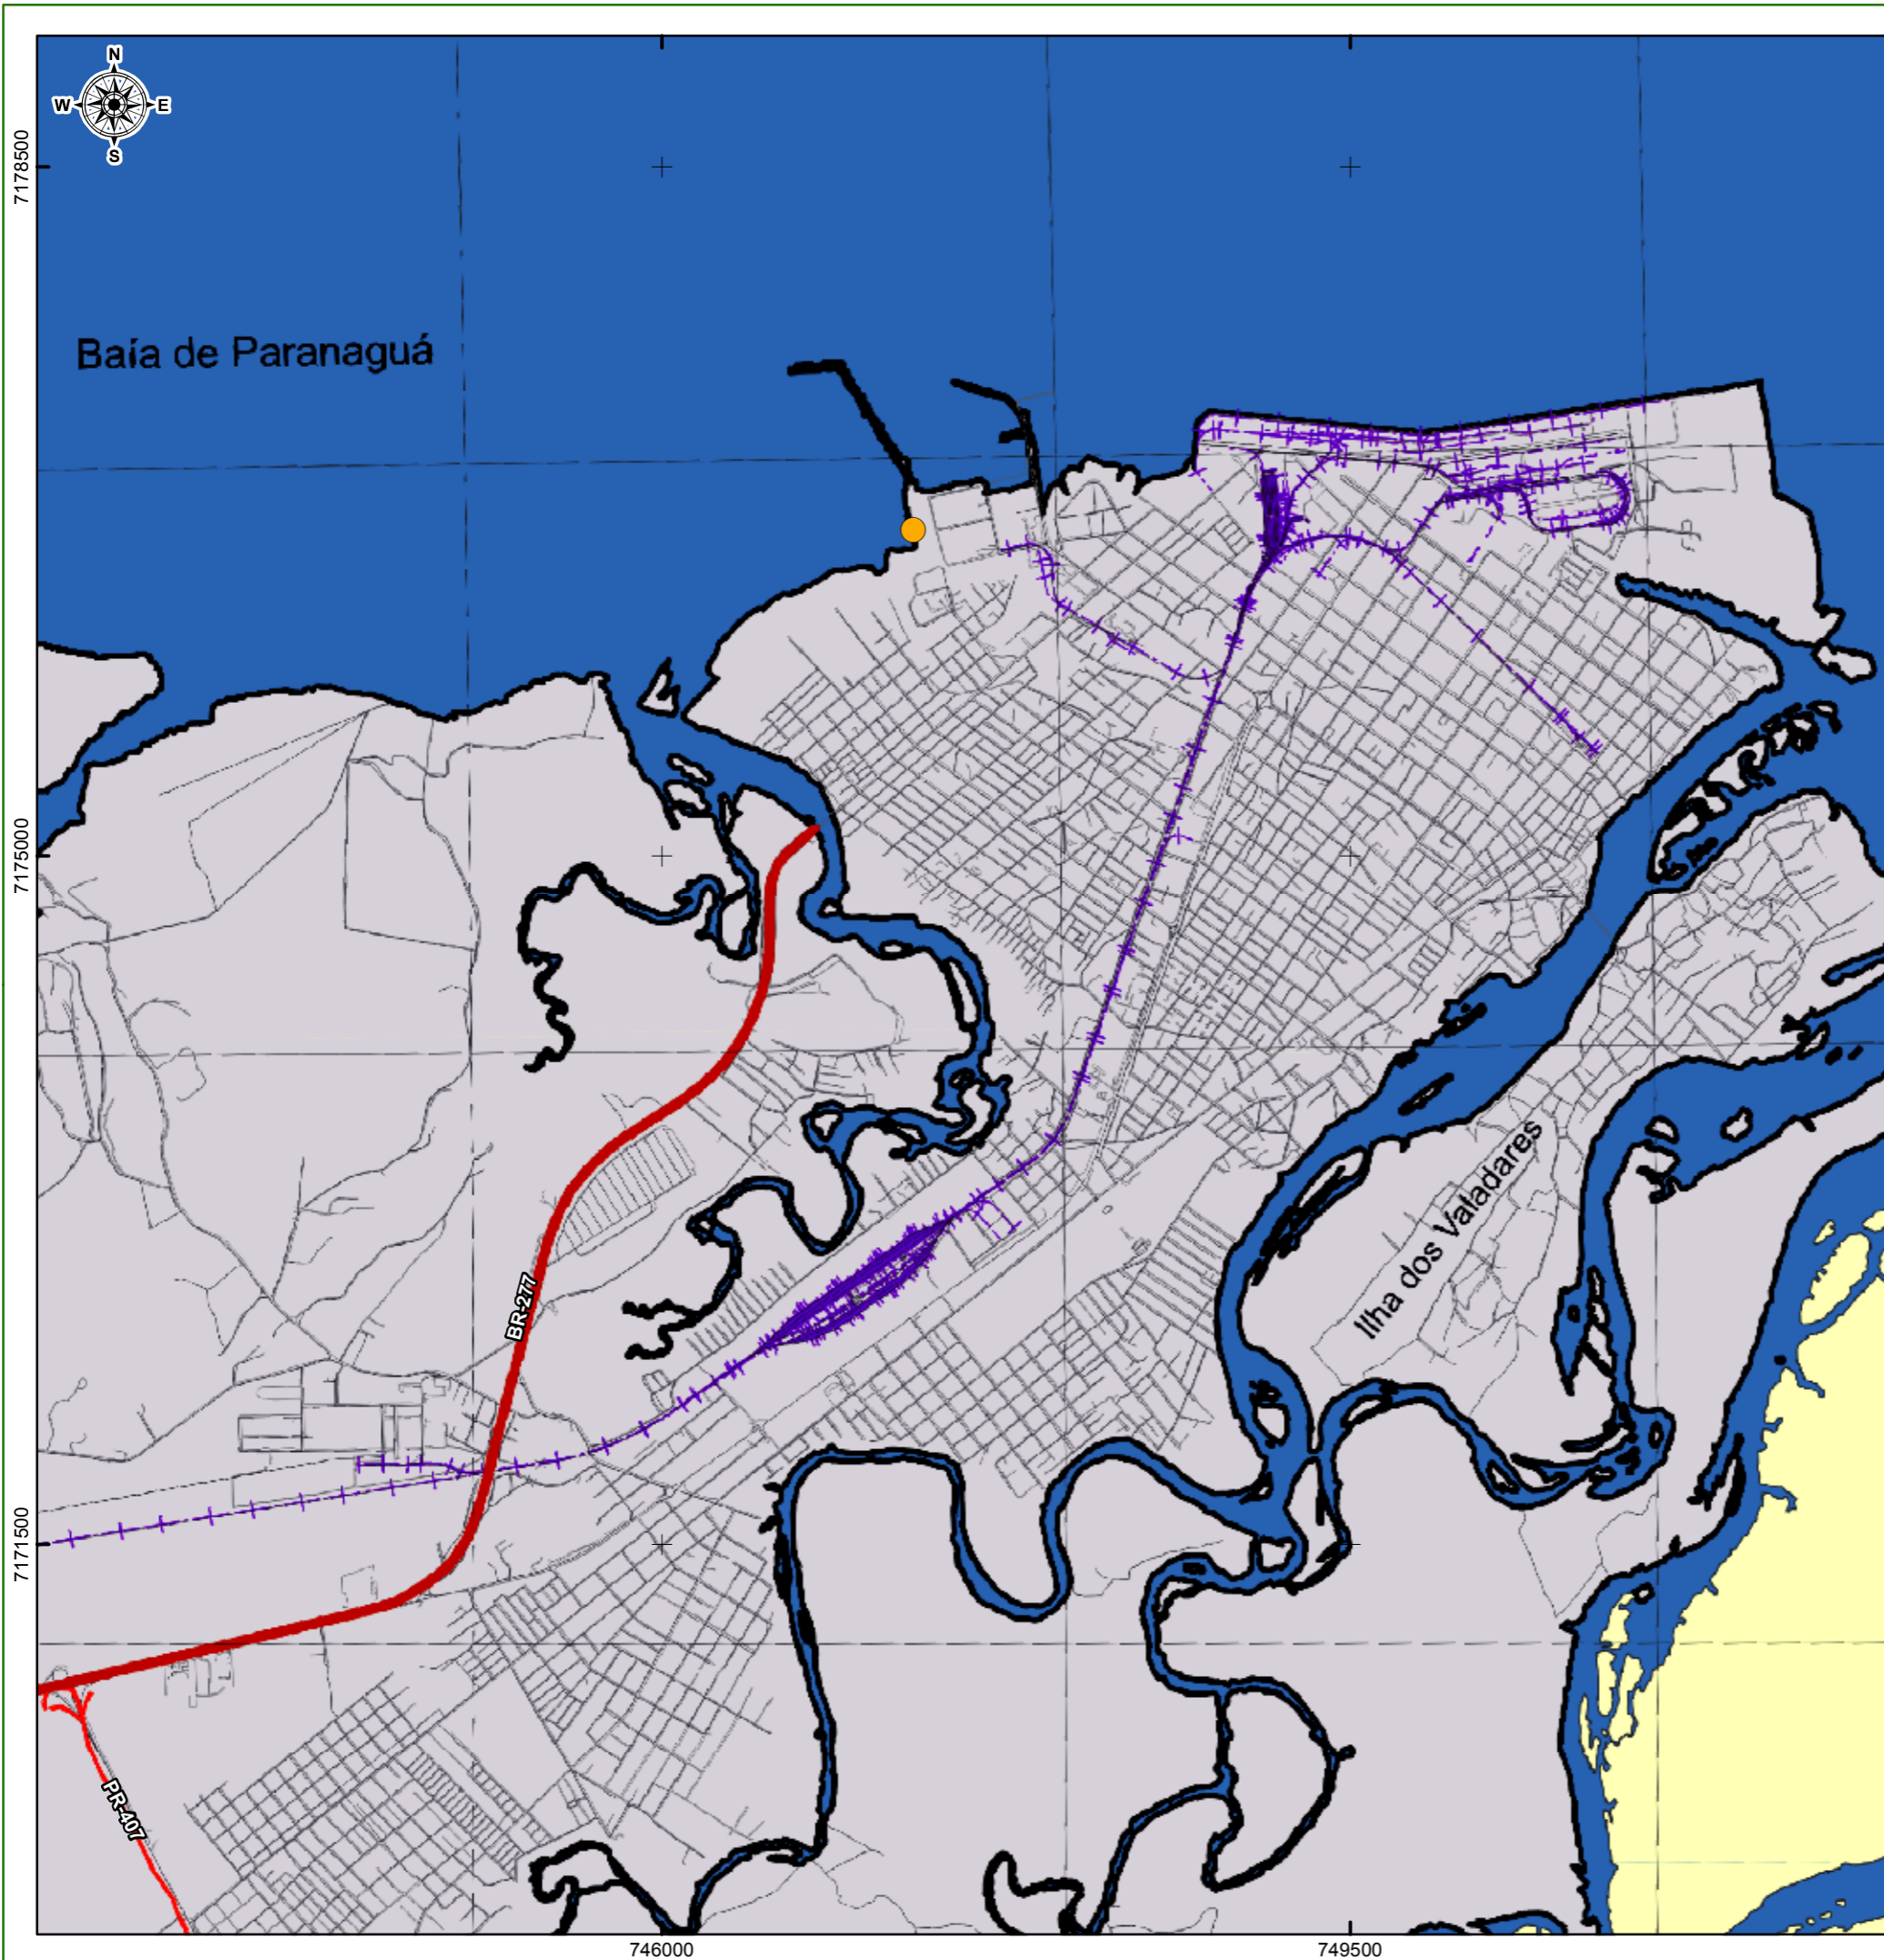 N
W E
S
7178500
Baía de Paranaguá
7175000
Ilha dos Valadares
BR-277
7171500
PR-407
746000 749500